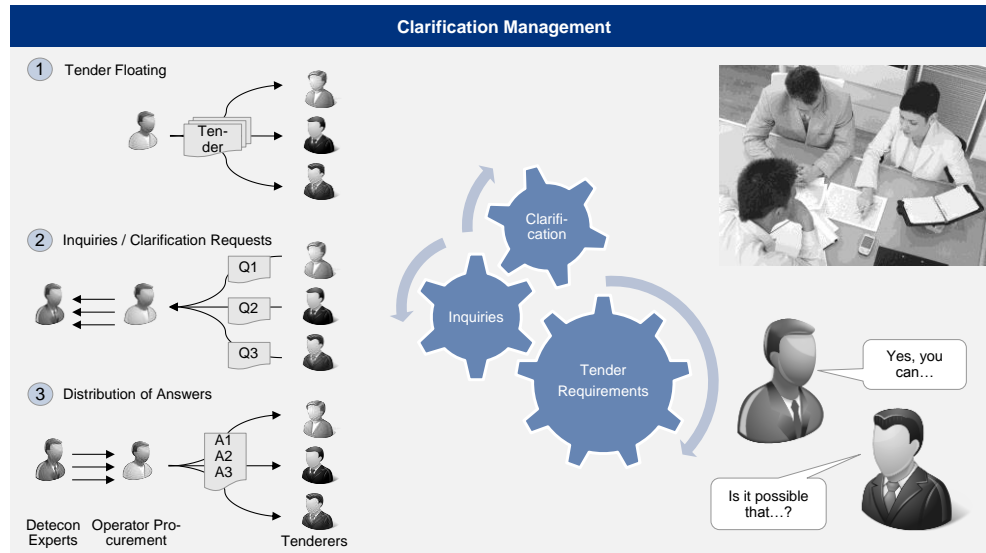 Clarification Management
1 Tender Floating
Ten-
der
2 Inquiries / Clarification Requests
Q1
Q2
Q3
3 Distribution of Answers
A1
A2
A3
Detecon
Experts
Operator Pro-
curement
Tenderers
Clarifi-
cation
Inquiries
Tender
Requirements
Yes, you
can…
Is it possible
that…?